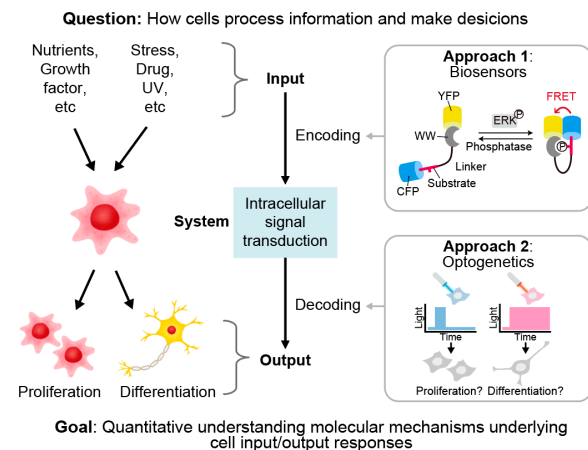 Question: How cells process information and make desicions
Nutrients,
Growth
factor,
etc
Stress,
Drug,
UV,
etc
Input
Encoding
System
Intracellular
signal
transduction
Decoding
Output
Proliferation
Differentiation
Approach 1:
Biosensors
YFP
WW
CFP
Substrate
Linker
ERK
P
Phosphatase
FRET
P
Approach 2:
Optogenetics
Light
Time
Light
Time
Proliferation?
Differentiation?
Goal: Quantitative understanding molecular mechanisms underlying
cell input/output responses